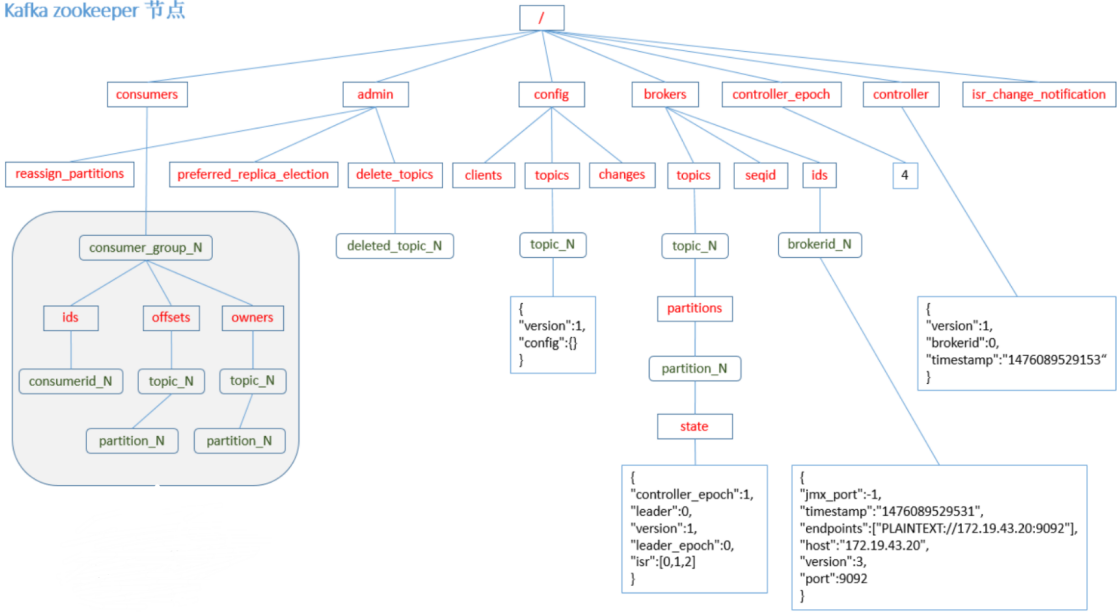 Kafka zookeeper 节点
/
consumers
admin
config
brokers
controller_epoch
controller
isr_change_notification
reassign_partitions
preferred_replica_election
delete_topics
clients
topics
changes
topics
seqid
ids
4
consumer_group_N
deleted_topic_N
topic_N
topic_N
brokerid_N
ids
offsets
owners
consumerid_N
topic_N
topic_N
partition_N
partition_N
{
"version":1,
"config":{}
}
partitions
partition_N
state
{
"controller_epoch":1,
"leader":0,
"version":1,
"leader_epoch":0,
"isr":[0,1,2]
}
{
"jmx_port":-1,
"timestamp":"1476089529531",
"endpoints":["PLAINTEXT://172.19.43.20:9092"],
"host":"172.19.43.20",
"version":3,
"port":9092
}
{
"version":1,
"brokerid":0,
"timestamp":"1476089529153“
}